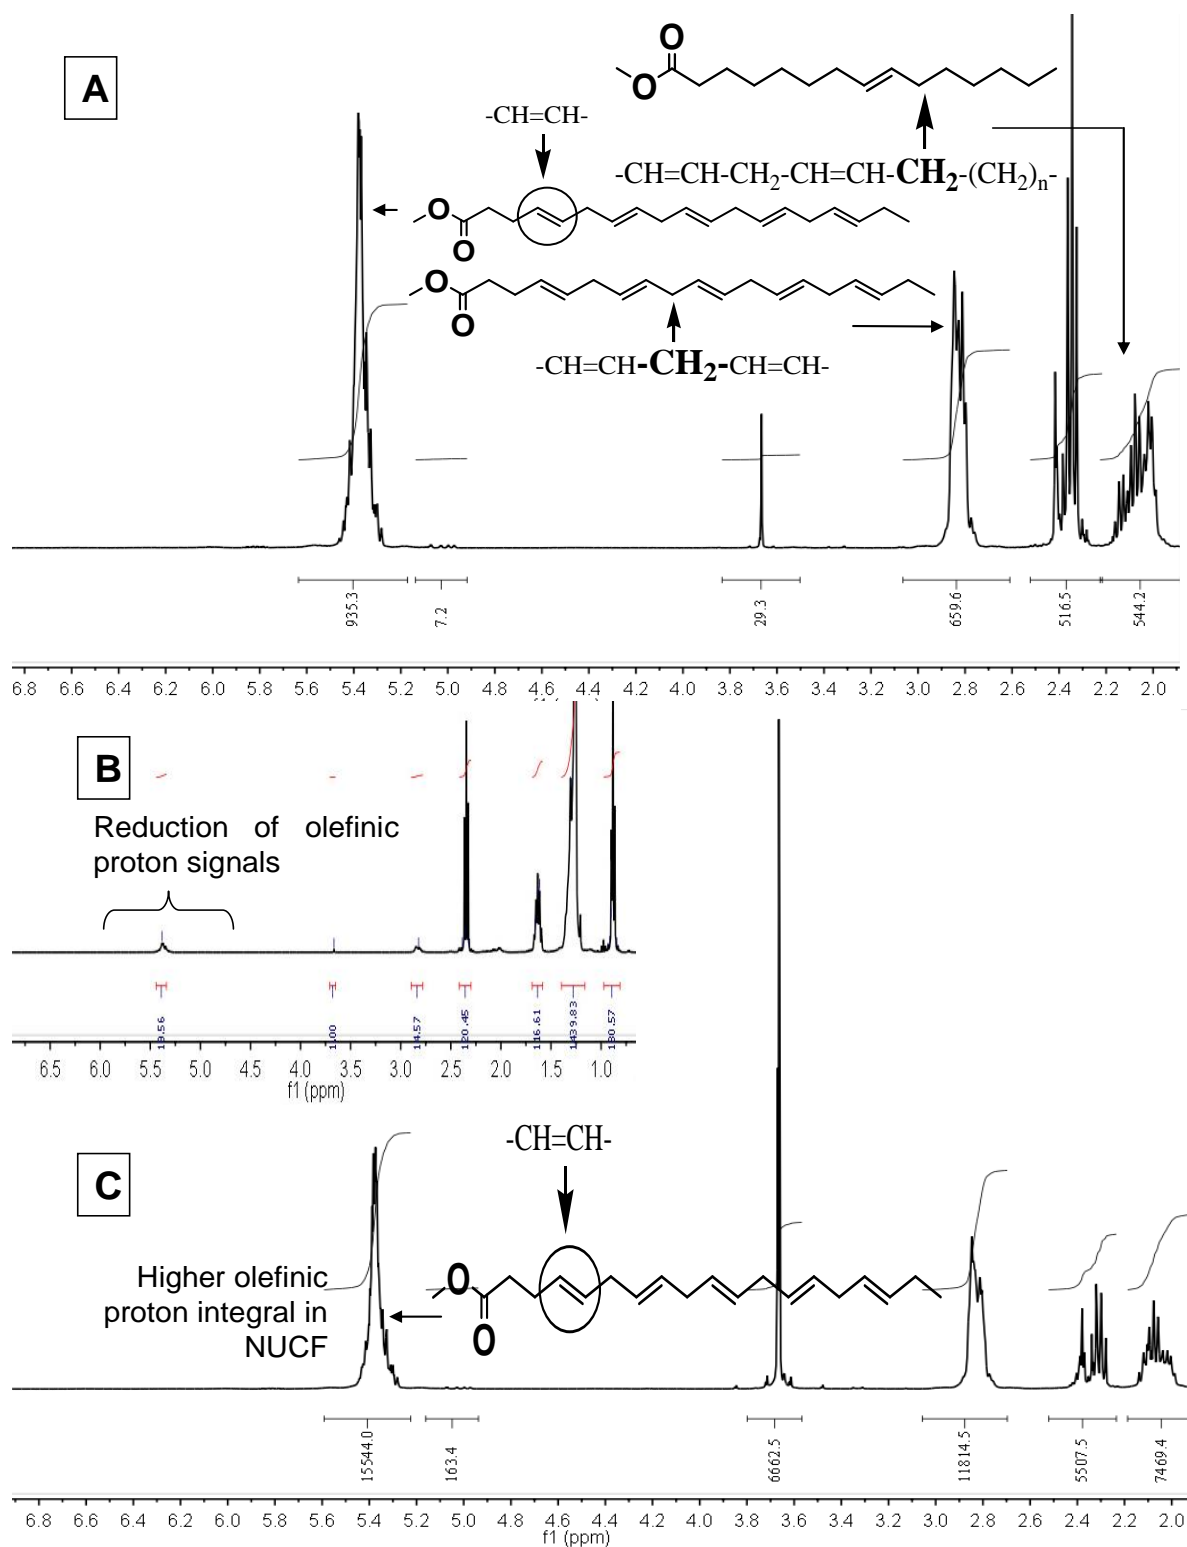 A
O
O
-CH=CH-
-CH=CH-CH2-CH=CH-CH2-(CH2)n-
O
O
O
O
-CH=CH-CH2-CH=CH-
935.3
7.2
29.3
659.6
516.5
544.2
6.8 6.6 6.4 6.2 6.0 5.8 5.6 5.4 5.2 5.0 4.8 4.6 4.4 4.2 4.0 3.8 3.6 3.4 3.2 3.0 2.8 2.6 2.4 2.2 2.0
B
Reduction of olefinic
proton signals
19.56
1.00
14.57
120.45
116.61
1439.83
180.57
6.5 6.0 5.5 5.0 4.5 4.0 3.5 3.0 2.5 2.0 1.5 1.0
f1 (ppm)
C
-CH=CH-
Higher olefinic
proton integral in
NUCF
O
O
15544.0
163.4
6662.5
11814.5
5507.5
7469.4
6.8 6.6 6.4 6.2 6.0 5.8 5.6 5.4 5.2 5.0 4.8 4.6 4.4 4.2 4.0 3.8 3.6 3.4 3.2 3.0 2.8 2.6 2.4 2.2 2.0
f1 (ppm)